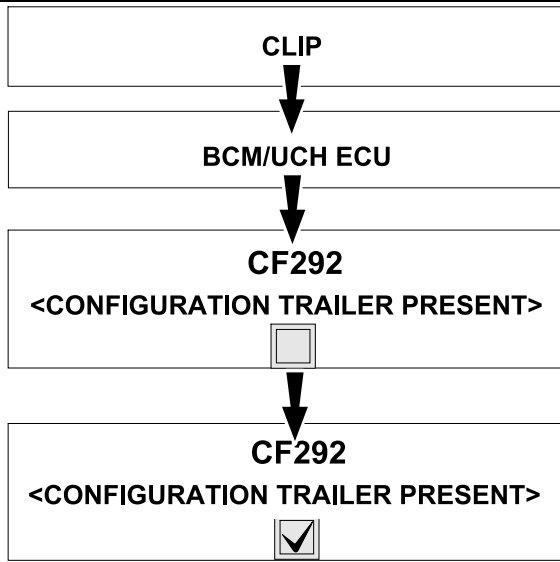 CLIP
BCM/UCH ECU
CF292
<CONFIGURATION TRAILER PRESENT>
CF292
<CONFIGURATION TRAILER PRESENT>